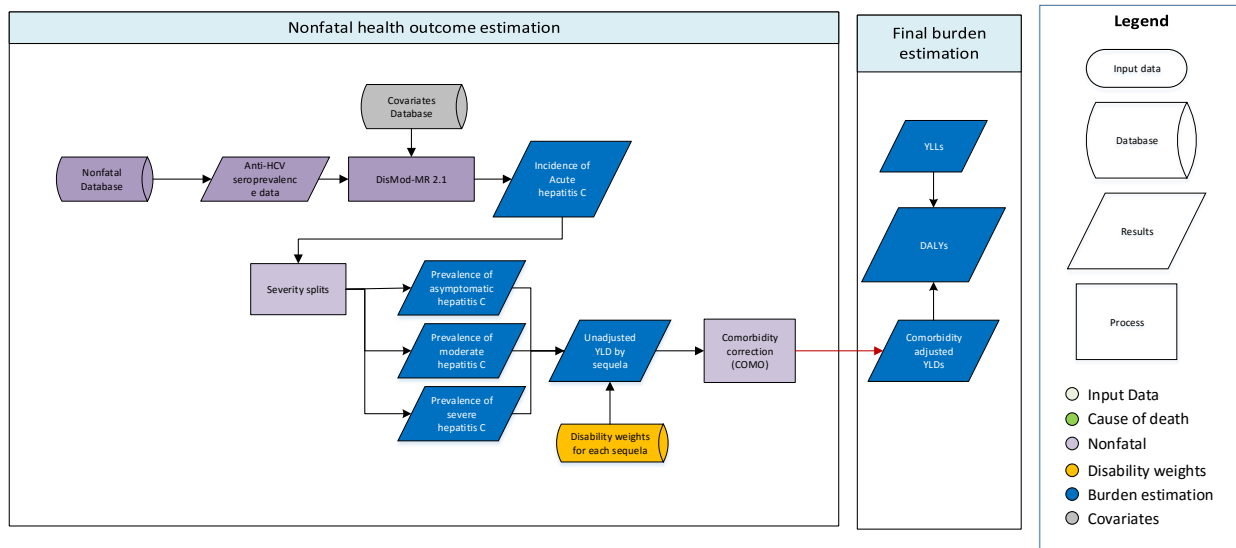 Nonfatal health outcome estimation
Covariates
Database
Nonfatal
Database
Anti-HCV
seroprevalenc
e data
DisMod-MR 2.1
Incidence of
Acute
hepatitis C
Severity splits
Prevalence of
asymptomatic
hepatitis C
Prevalence of
moderate
hepatitis C
Prevalence of
severe
hepatitis C
Unadjusted
YLD by
sequela
Disability weights
for each sequela
Comorbidity
correction
(COMO)
Final burden
estimation
YLLs
DALYs
Comorbidity
adjusted
YLDs
Legend
Input data
Database
Results
Process
Input Data
Cause of death
Nonfatal
Disability weights
Burden estimation
Covariates